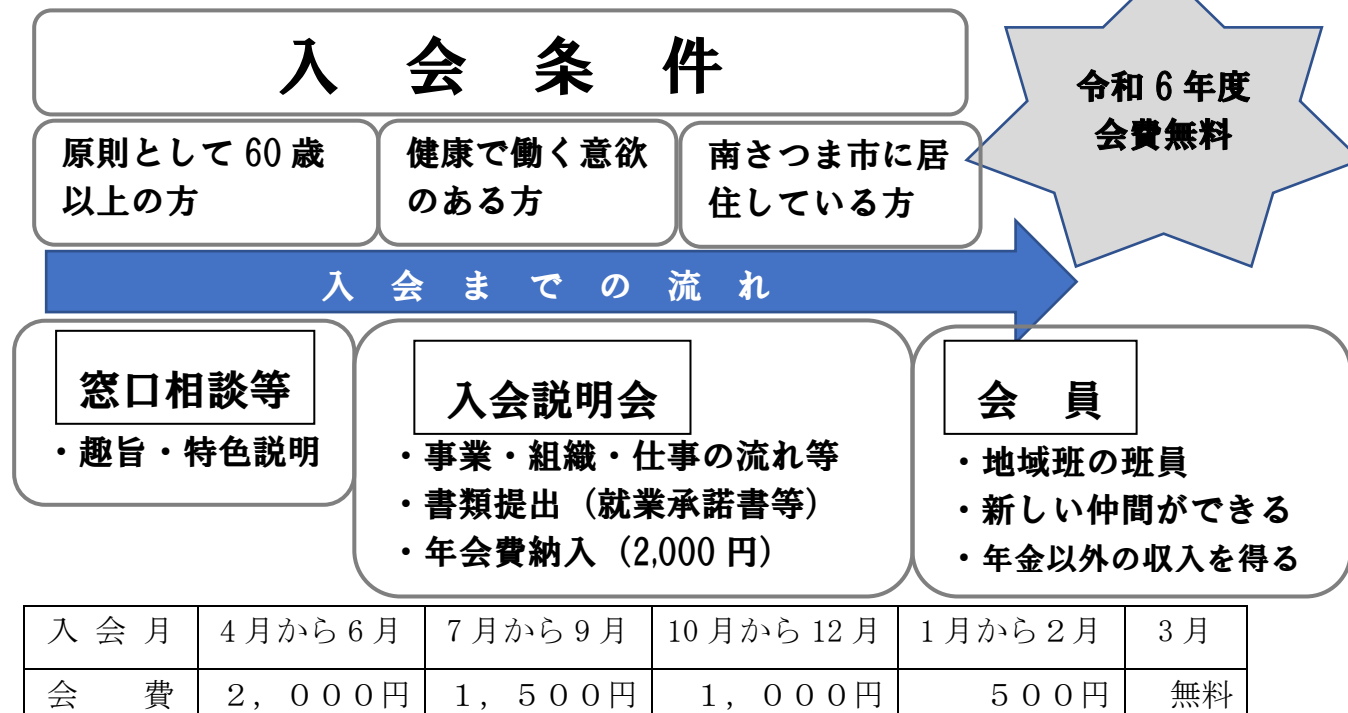 入会条件
令和6年度
会費無料
原則として60歳
以上の方
健康で働く意欲
のある方
南さつま市に居
住している方
入会までの流れ
窓口相談等
・趣旨・特色説明
入会説明会
・事業・組織・仕事の流れ等
・書類提出(就業承諾書等)
・年会費納入(2,000円)
会員
・地域班の班員
・新しい仲間ができる
・年金以外の収入を得る
入会月 4月から6月 7月から9月 10月から12月 1月から2月 3月
会費 2,000円 1,500円 1,000円 500円 無料